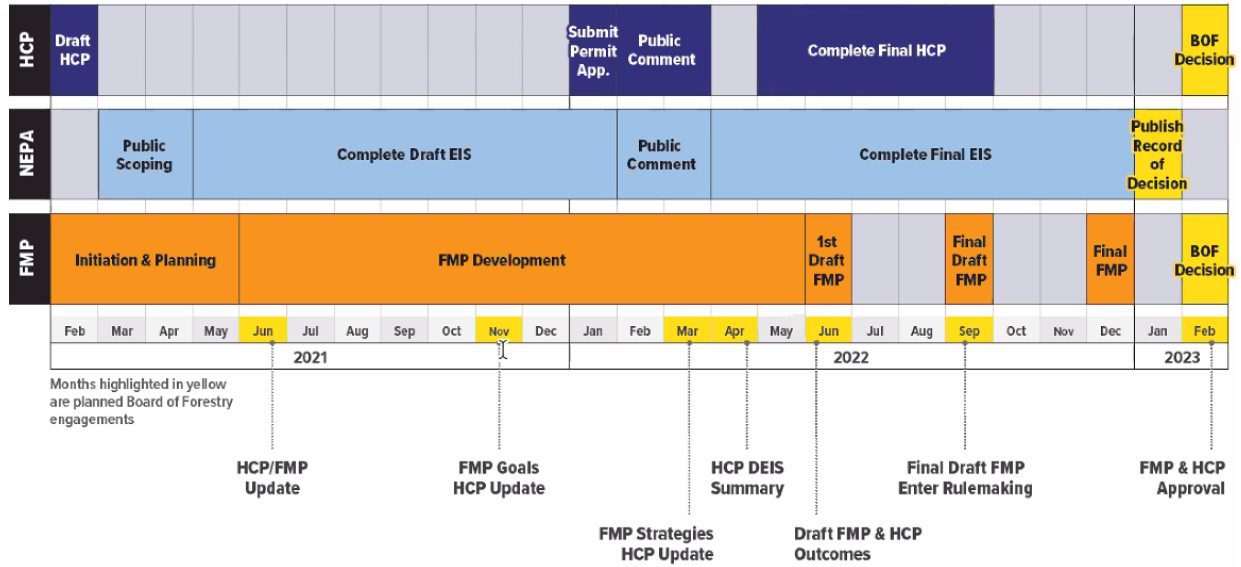 HCP
Draft
HCP
Submit
Permit
App.
Public
Comment
Complete Final HCP
BOF
Decision
NEPA
Public
Scoping
Complete Draft EIS
Public
Comment
Complete Final EIS
Publish
Record
of
Decision
FMP
Initiation & Planning
FMP Development
1st
Draft
FMP
Final
Draft
FMP
Final
FMP
BOF
Decision
Feb Mar Apr May Jun Jul Aug Sep Oct Nov Dec Jan Feb Mar Apr May Jun Jul Aug Sep Oct Nov Dec Jan Feb
2021 2022 2023
Months highlighted in yellow
are planned Board of Forestry
engagements
HCP/FMP
Update
FMP Goals
HCP Update
HCP DEIS
Summary
Final Draft FMP
Enter Rulemaking
FMP & HCP
Approval
FMP Strategies
HCP Update
Draft FMP & HCP
Outcomes